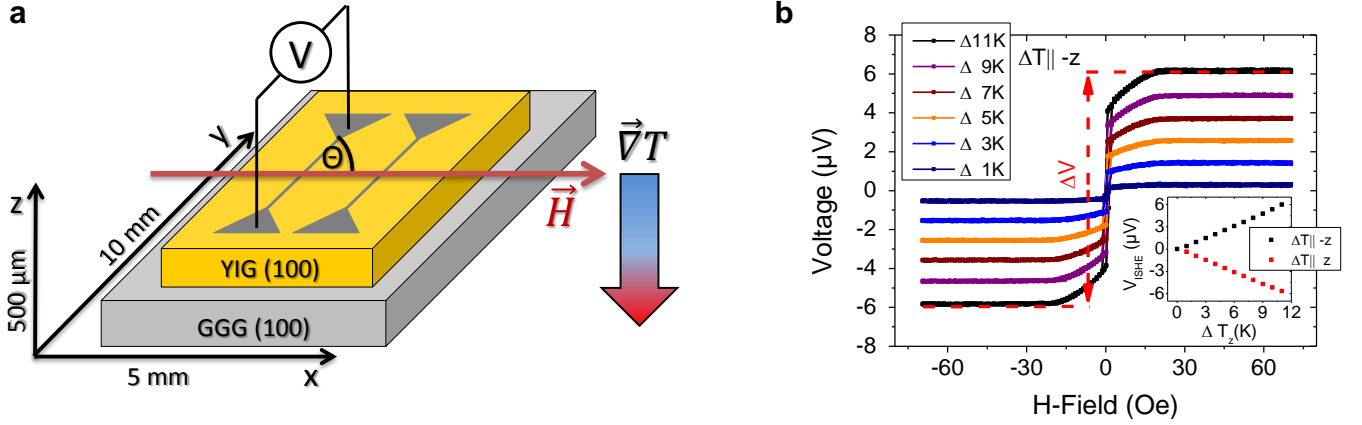 a
V
y
Θ
∇⃗T
H⃗
z
10 mm
500 µm
YIG (100)
GGG (100)
5 mm
x
b
8
6
4
2
0
-2
-4
-6
-8
Voltage (µV)
Δ11K
Δ 9K
Δ 7K
Δ 5K
Δ 3K
Δ 1K
ΔT|| -z
ΔV
6
3
0
-3
-6
V_ISHE (µV)
ΔT|| -z
ΔT|| z
0 3 6 9 12
Δ T_z(K)
-60 -30 0 30 60
H-Field (Oe)